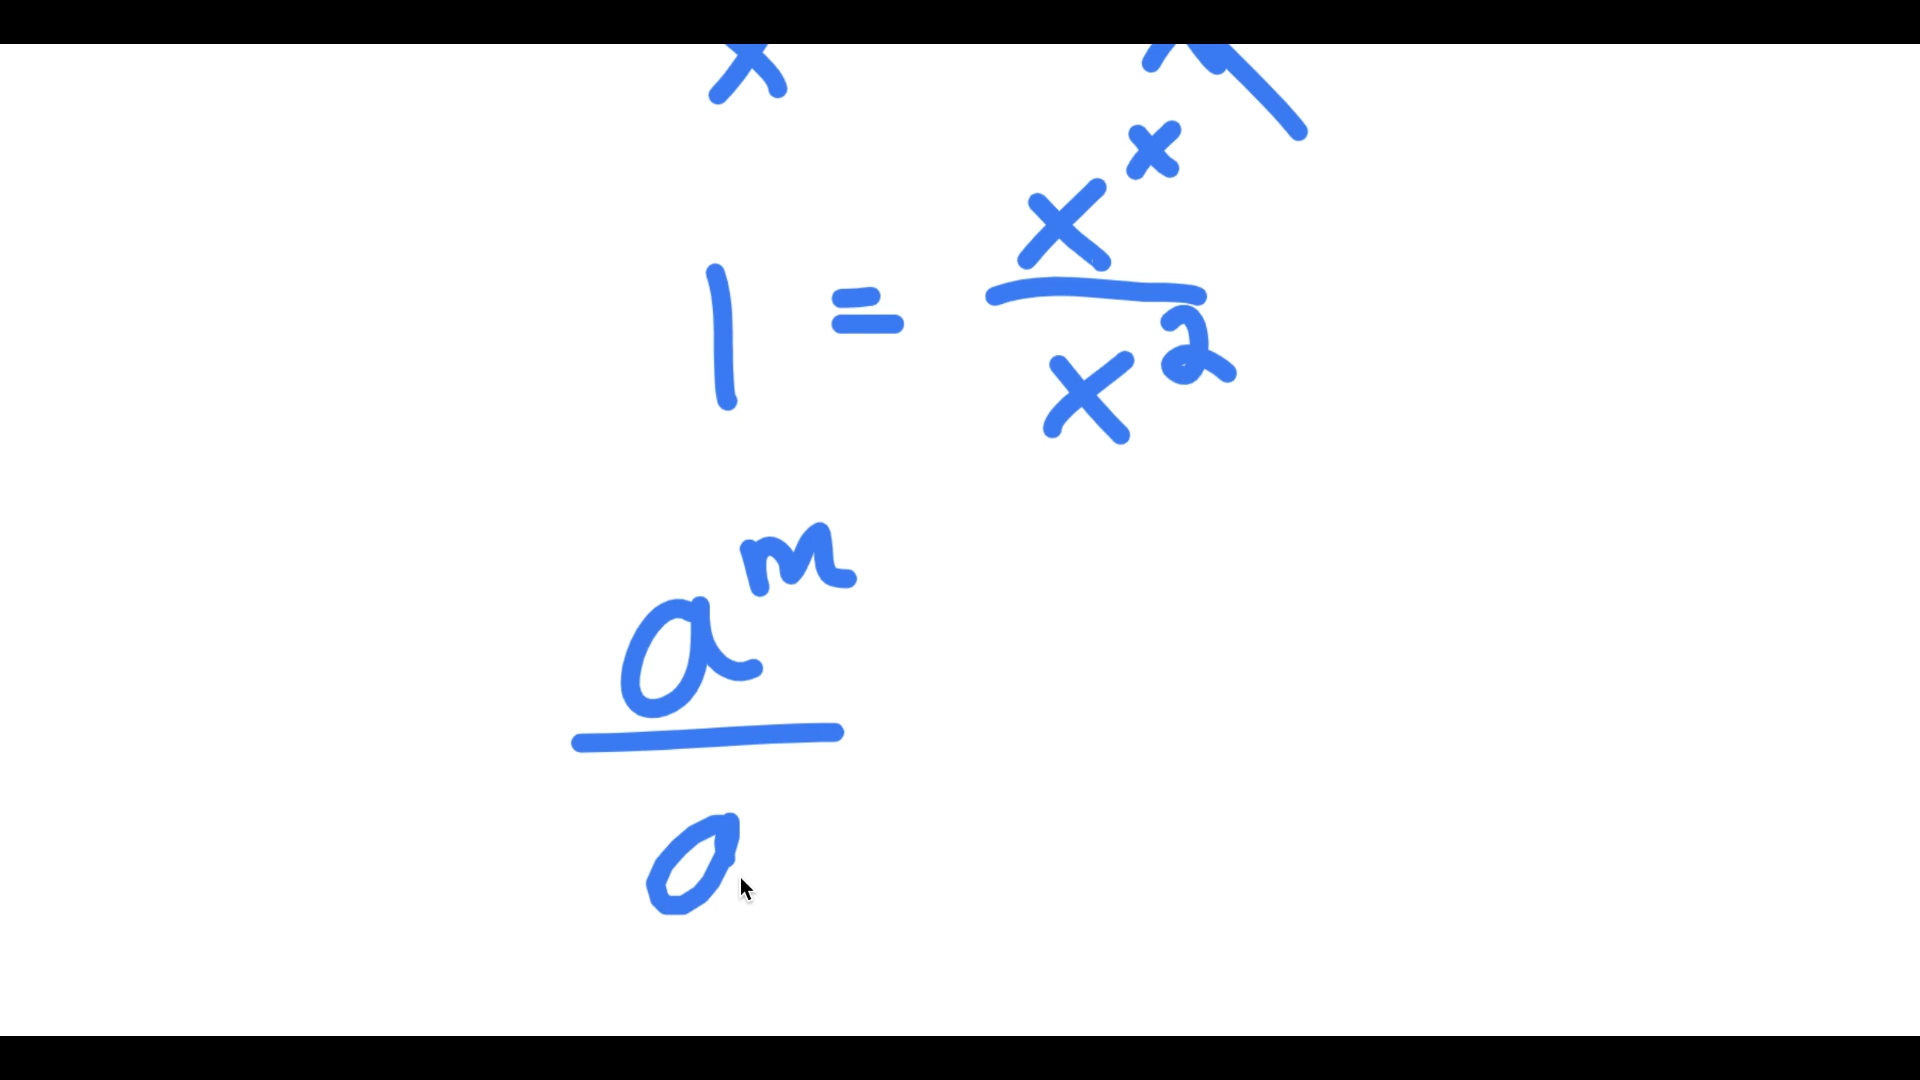 x
1 = x^x / x^2
a^m
a